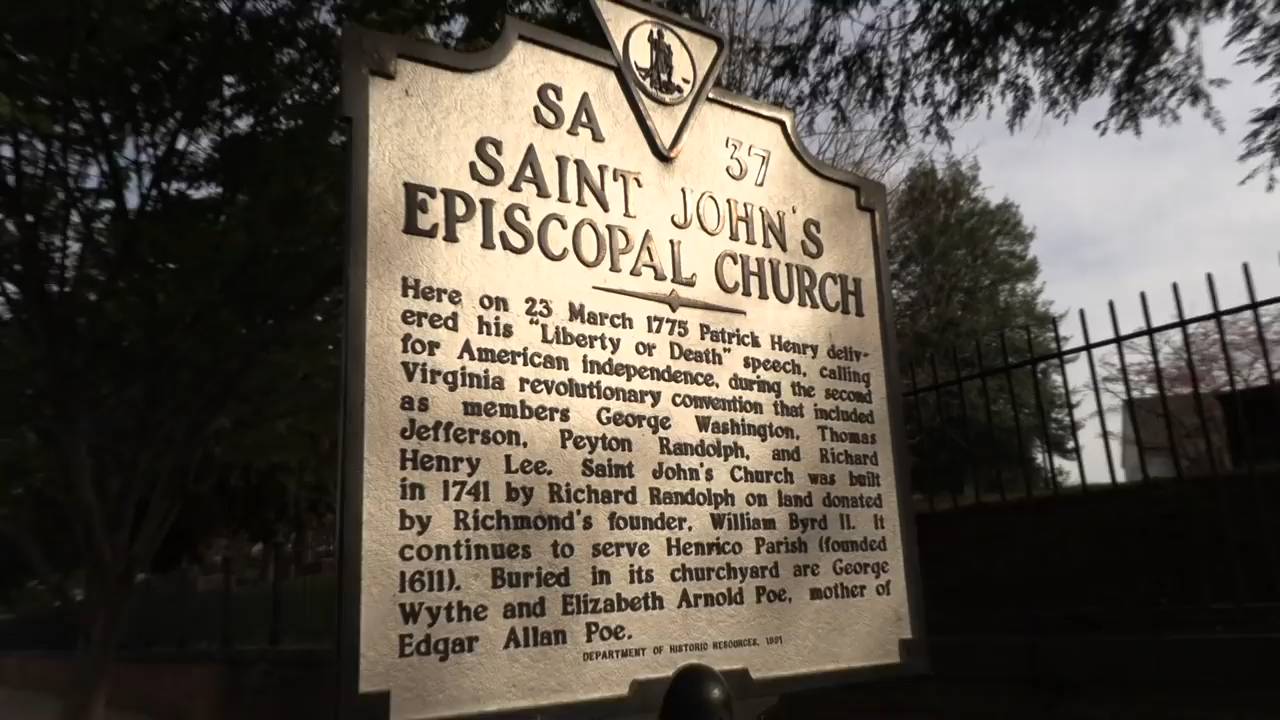 SA 37
SAINT JOHN'S
EPISCOPAL CHURCH
Here on 23 March 1775 Patrick Henry deliv-
ered his "Liberty or Death" speech, calling
for American independence, during the second
Virginia revolutionary convention that included
as members George Washington, Thomas
Jefferson, Peyton Randolph, and Richard
Henry Lee. Saint John's Church was built
in 1741 by Richard Randolph on land donated
by Richmond's founder, William Byrd II. It
continues to serve Henrico Parish (founded
1611). Buried in its churchyard are George
Wythe and Elizabeth Arnold Poe, mother of
Edgar Allan Poe.
DEPARTMENT OF HISTORIC RESOURCES, 1991